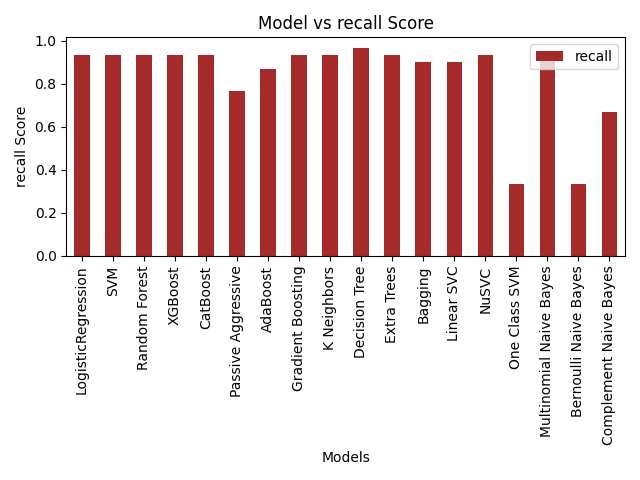 Model vs recall Score
recall
1.0
0.8
0.6
0.4
0.2
0.0
recall Score
LogisticRegression
SVM
Random Forest
XGBoost
CatBoost
Passive Aggressive
AdaBoost
Gradient Boosting
K Neighbors
Decision Tree
Extra Trees
Bagging
Linear SVC
NuSVC
One Class SVM
Multinomial Naive Bayes
Bernoulli Naive Bayes
Complement Naive Bayes
Models